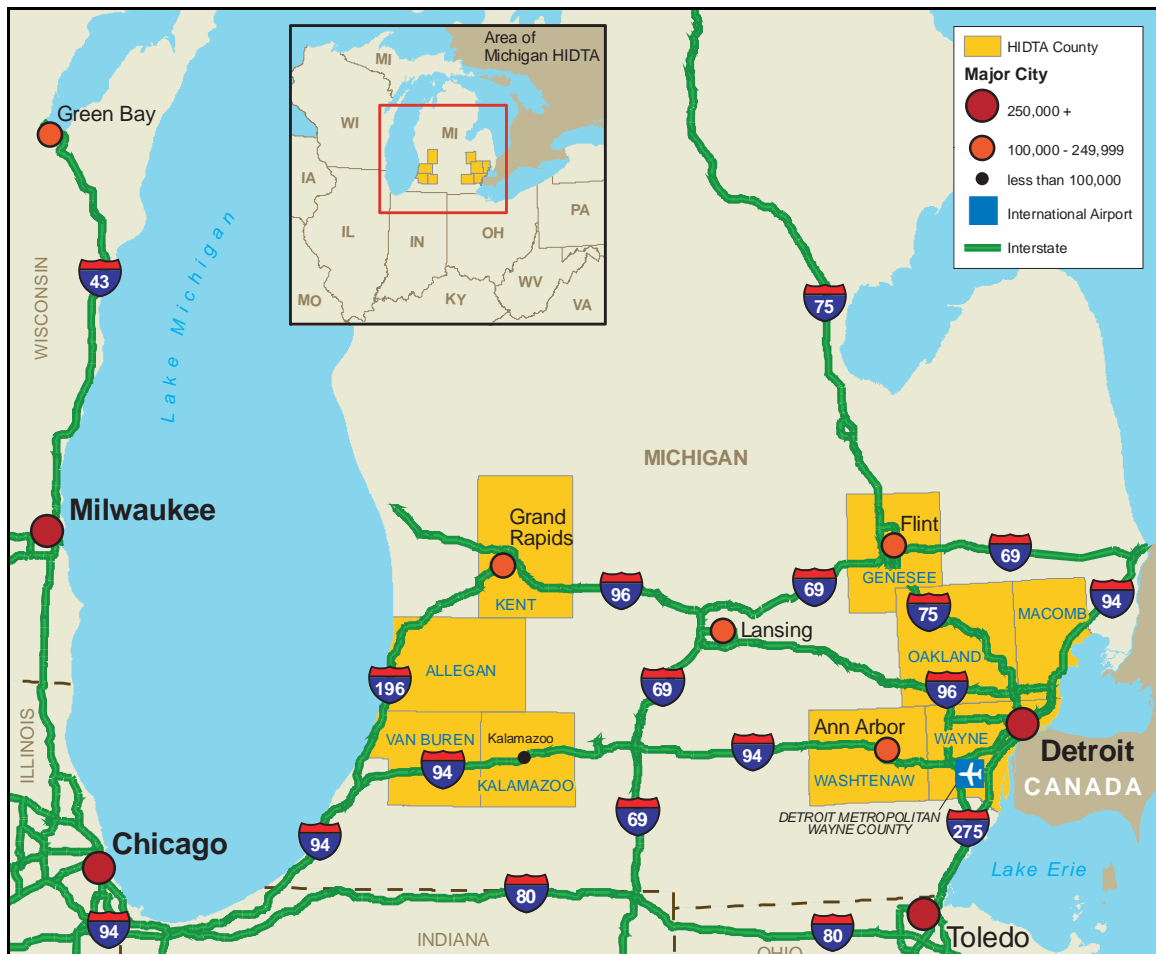 Area of
Michigan HIDTA
MI
WI
MI
IA
IL
IN
OH
PA
MO
KY
WV
VA
HIDTA County
Major City
250,000 +
100,000 - 249,999
less than 100,000
International Airport
Interstate
Green Bay
43
WISCONSIN
Lake Michigan
75
MICHIGAN
Milwaukee
Grand
Rapids
KENT
Flint
GENESEE
69
69
96
94
75
MACOMB
Lansing
OAKLAND
ALLEGAN
196
69
96
ILLINOIS
VAN BUREN
Kalamazoo
KALAMAZOO
94
94
Ann Arbor
WASHTENAW
WAYNE
Detroit
CANADA
DETROIT METROPOLITAN
WAYNE COUNTY
69
275
94
Chicago
Lake Erie
80
94
INDIANA
80
Toledo
OHIO